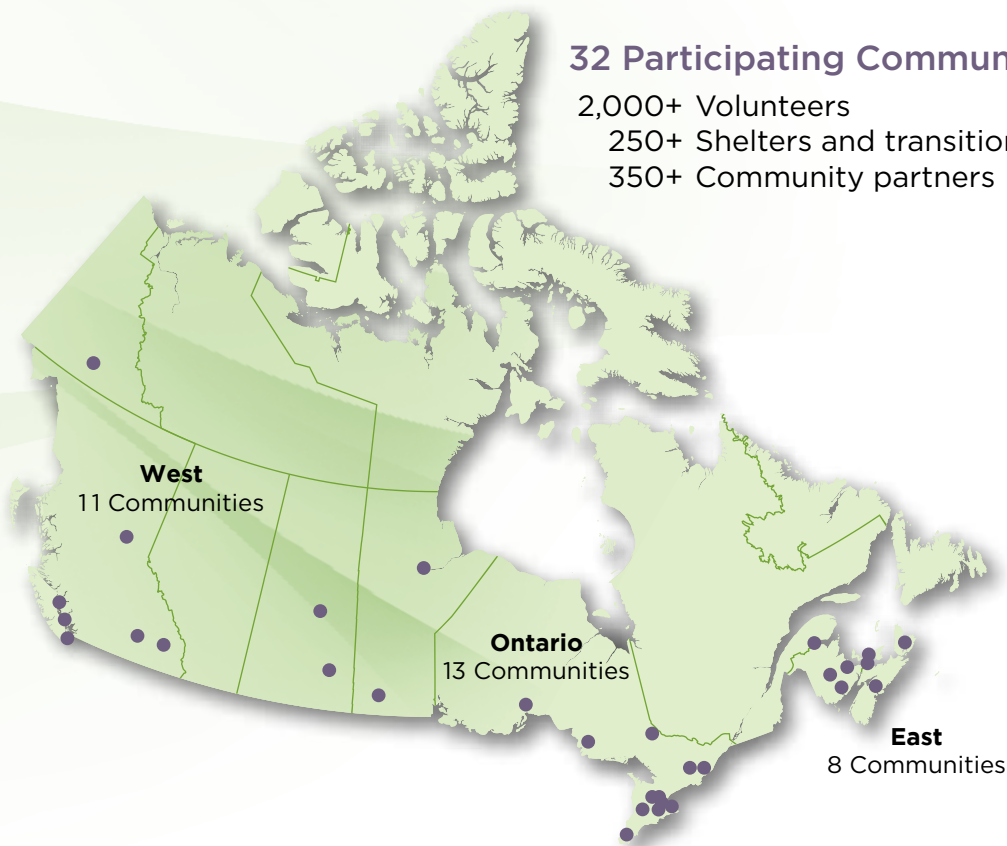 32 Participating Commun
2,000+ Volunteers
250+ Shelters and transition
350+ Community partners
West
11 Communities
Ontario
13 Communities
East
8 Communities